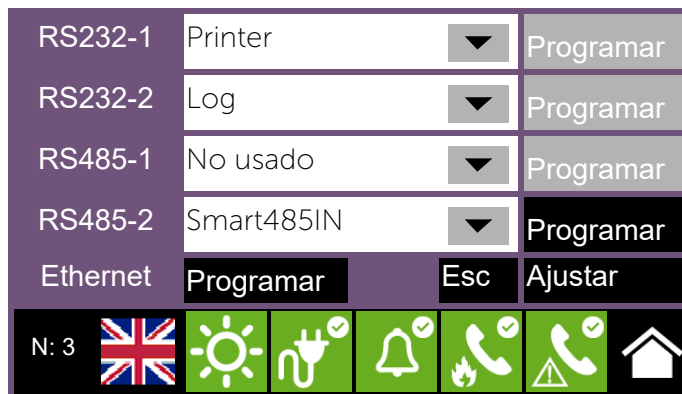 RS232-1 Printer Programar
RS232-2 Log Programar
RS485-1 No usado Programar
RS485-2 Smart485IN Programar
Ethernet Programar Esc Ajustar
N: 3